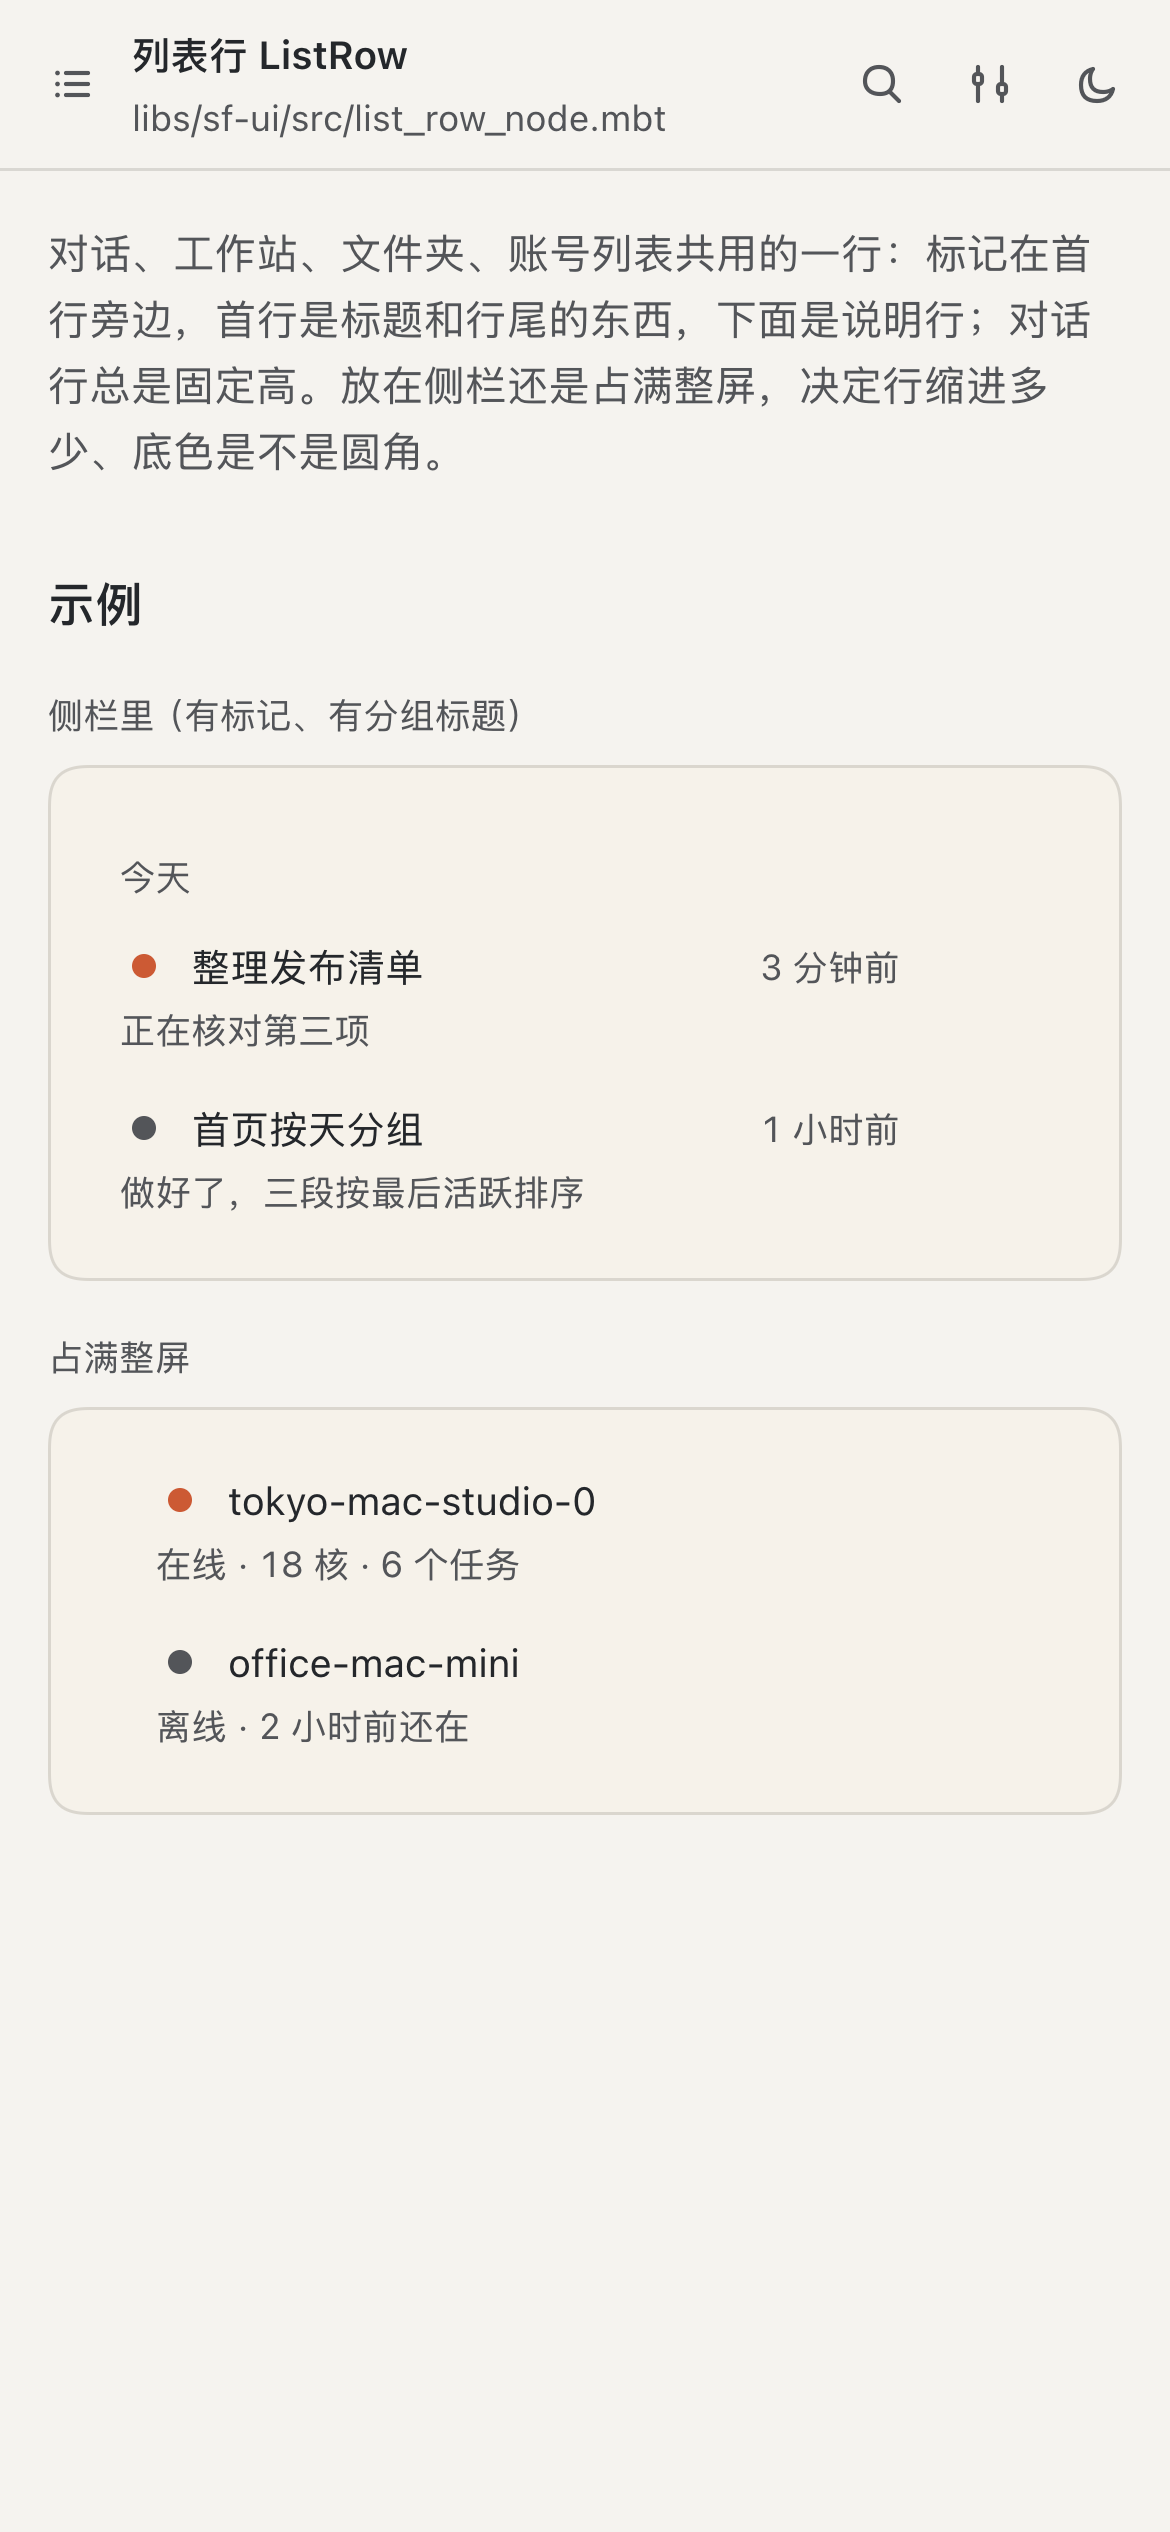 列表行 ListRow
libs/sf-ui/src/list_row_node.mbt
对话、工作站、文件夹、账号列表共用的一行：标记在首
行旁边，首行是标题和行尾的东西，下面是说明行；对话
行总是固定高。放在侧栏还是占满整屏，决定行缩进多
少、底色是不是圆角。
示例
侧栏里（有标记、有分组标题）
今天
整理发布清单 3 分钟前
正在核对第三项
首页按天分组 1 小时前
做好了，三段按最后活跃排序
占满整屏
tokyo-mac-studio-0
在线 · 18 核 · 6 个任务
office-mac-mini
离线 · 2 小时前还在